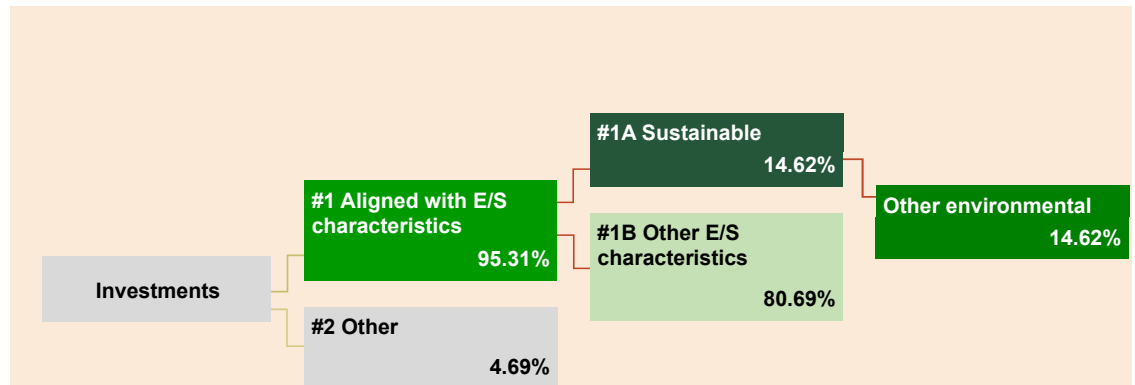 Investments
#1 Aligned with E/S
characteristics
95.31%
#2 Other
4.69%
#1A Sustainable
14.62%
#1B Other E/S
characteristics
80.69%
Other environmental
14.62%